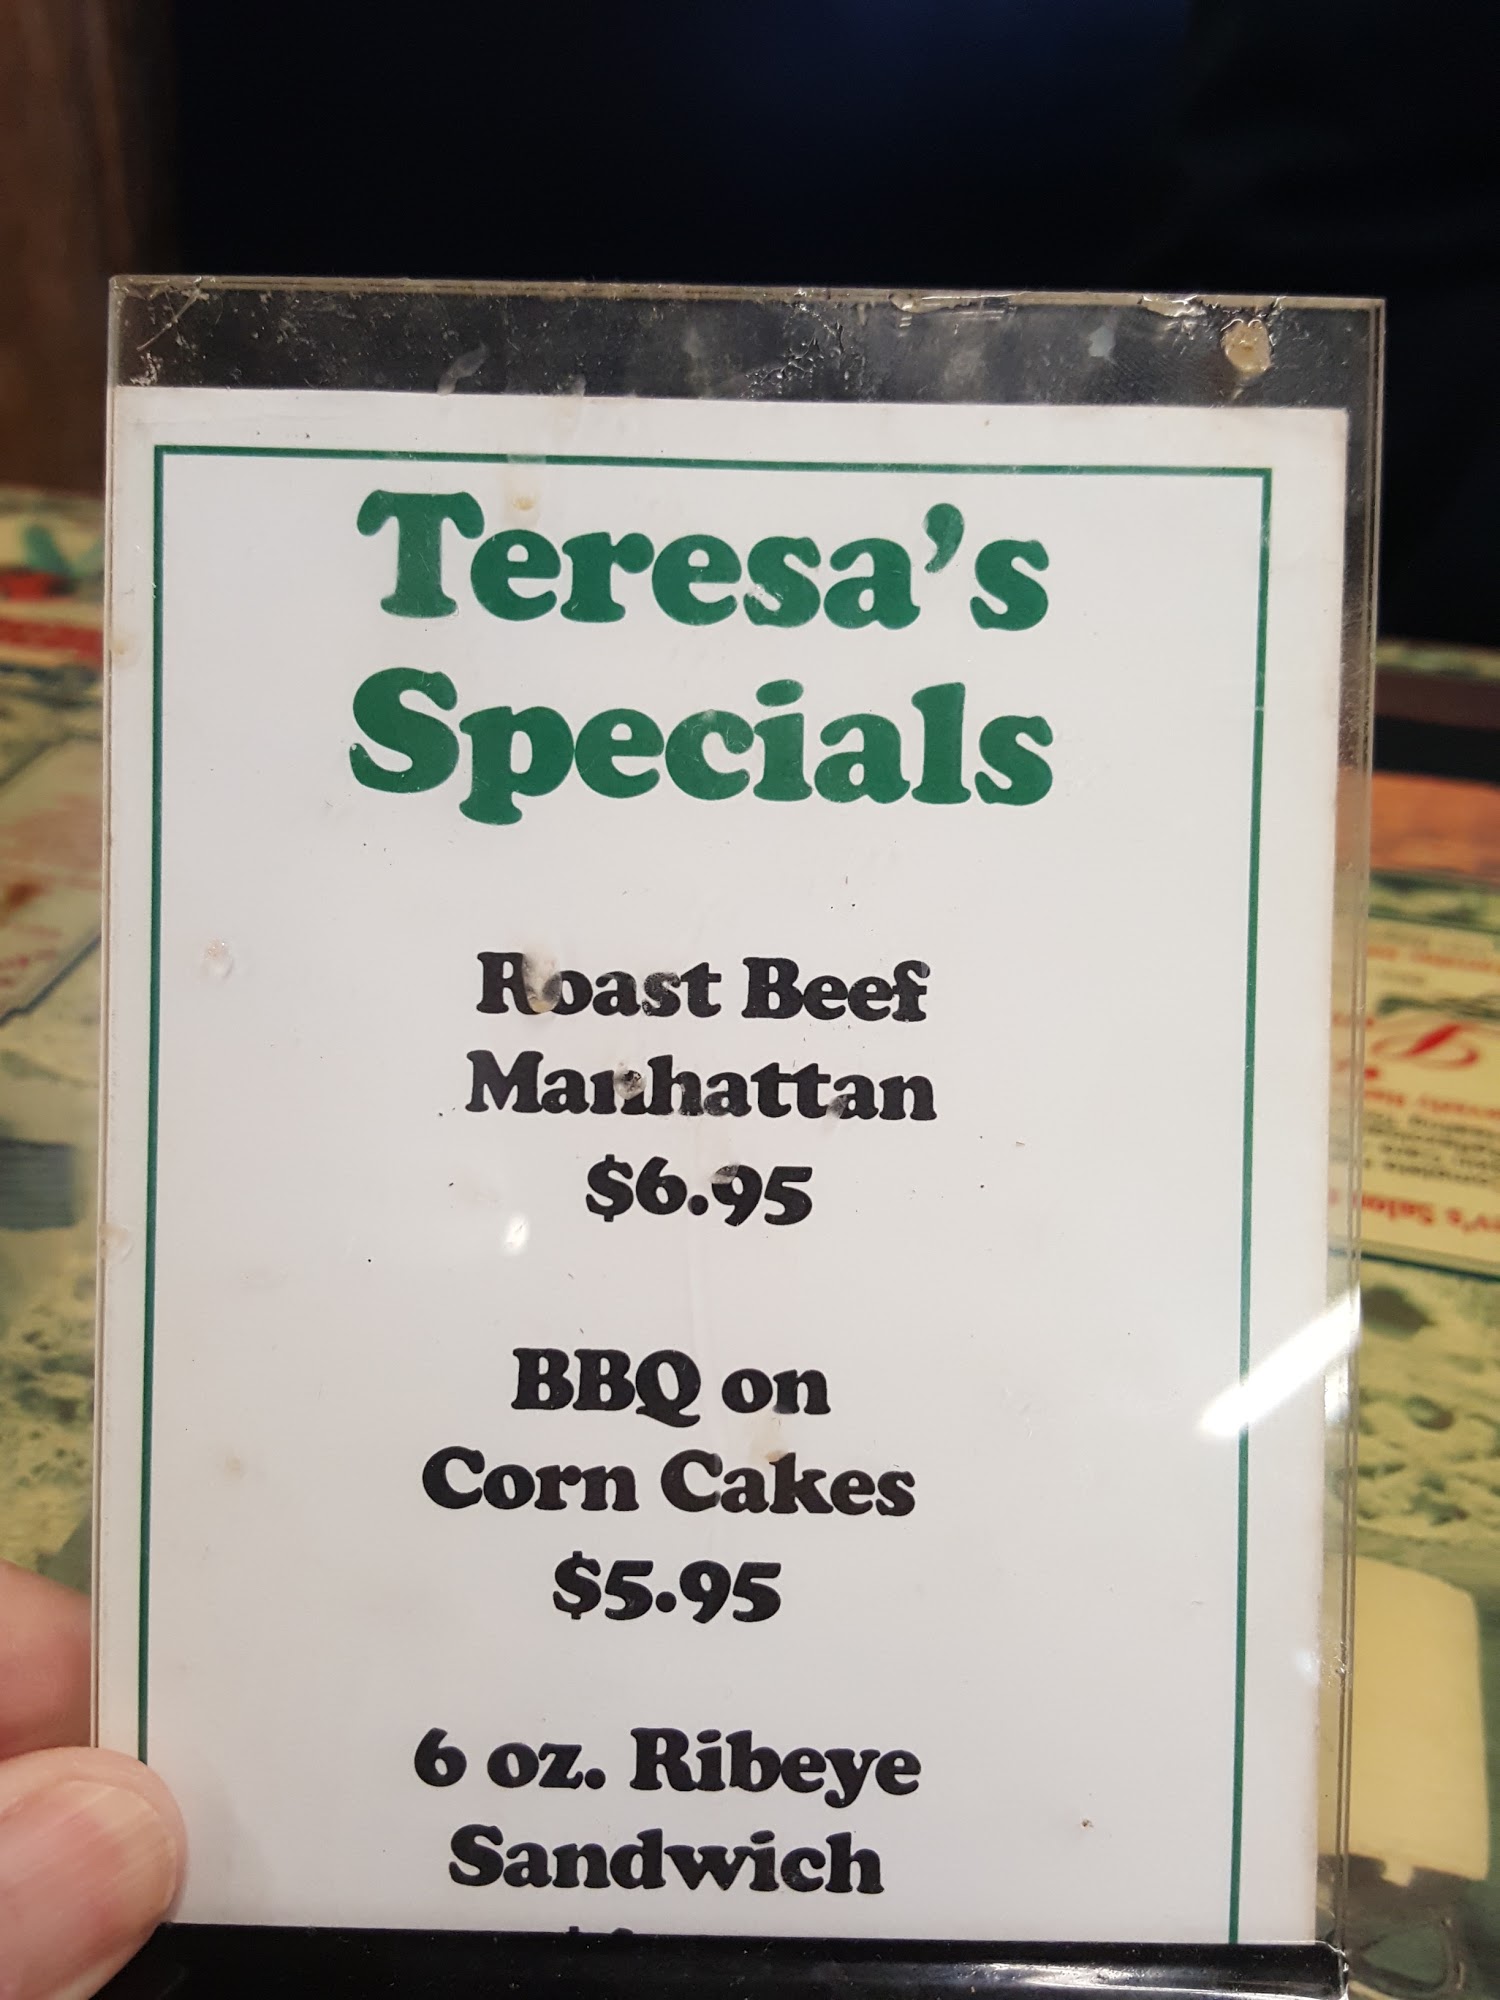 Teresa's
Specials
Roast Beef
Manhattan
$6.95
BBQ on
Corn Cakes
$5.95
6 oz. Ribeye
Sandwich